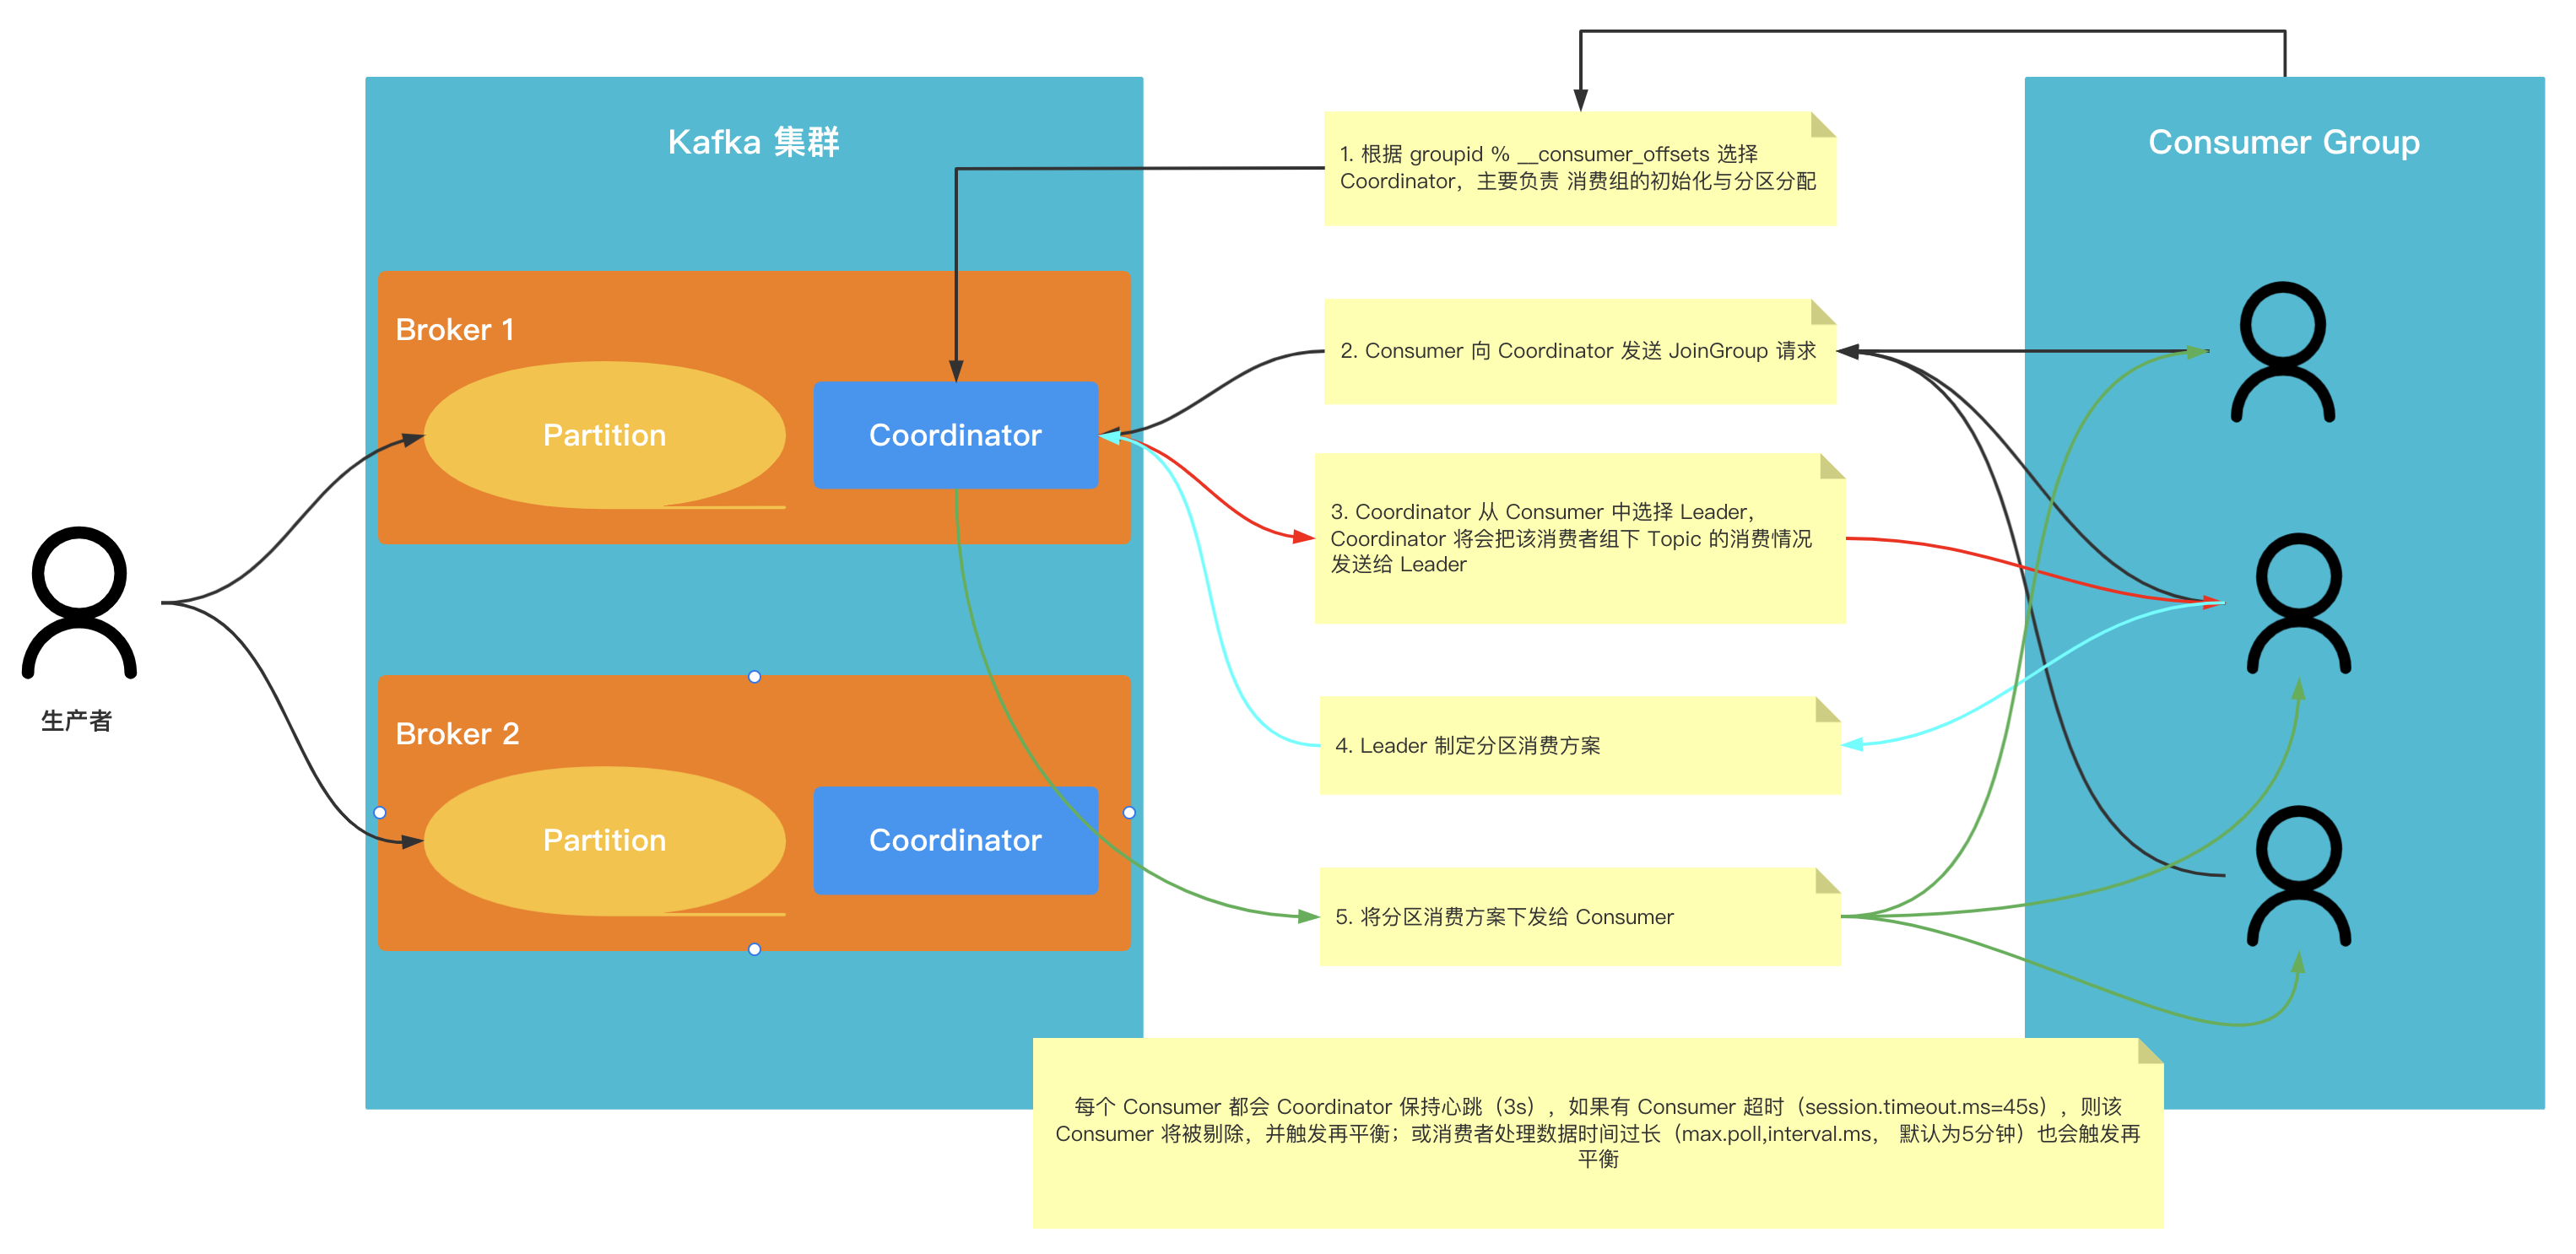 Kafka 集群
Consumer Group
1. 根据 groupid % __consumer_offsets 选择
Coordinator，主要负责 消费组的初始化与分区分配
Broker 1
2. Consumer 向 Coordinator 发送 JoinGroup 请求
Partition
Coordinator
3. Coordinator 从 Consumer 中选择 Leader，
Coordinator 将会把该消费者组下 Topic 的消费情况
发送给 Leader
生产者
Broker 2
4. Leader 制定分区消费方案
Partition
Coordinator
5. 将分区消费方案下发给 Consumer
每个 Consumer 都会 Coordinator 保持心跳（3s），如果有 Consumer 超时（session.timeout.ms=45s），则该
Consumer 将被剔除，并触发再平衡；或消费者处理数据时间过长（max.poll,interval.ms， 默认为5分钟）也会触发再
平衡